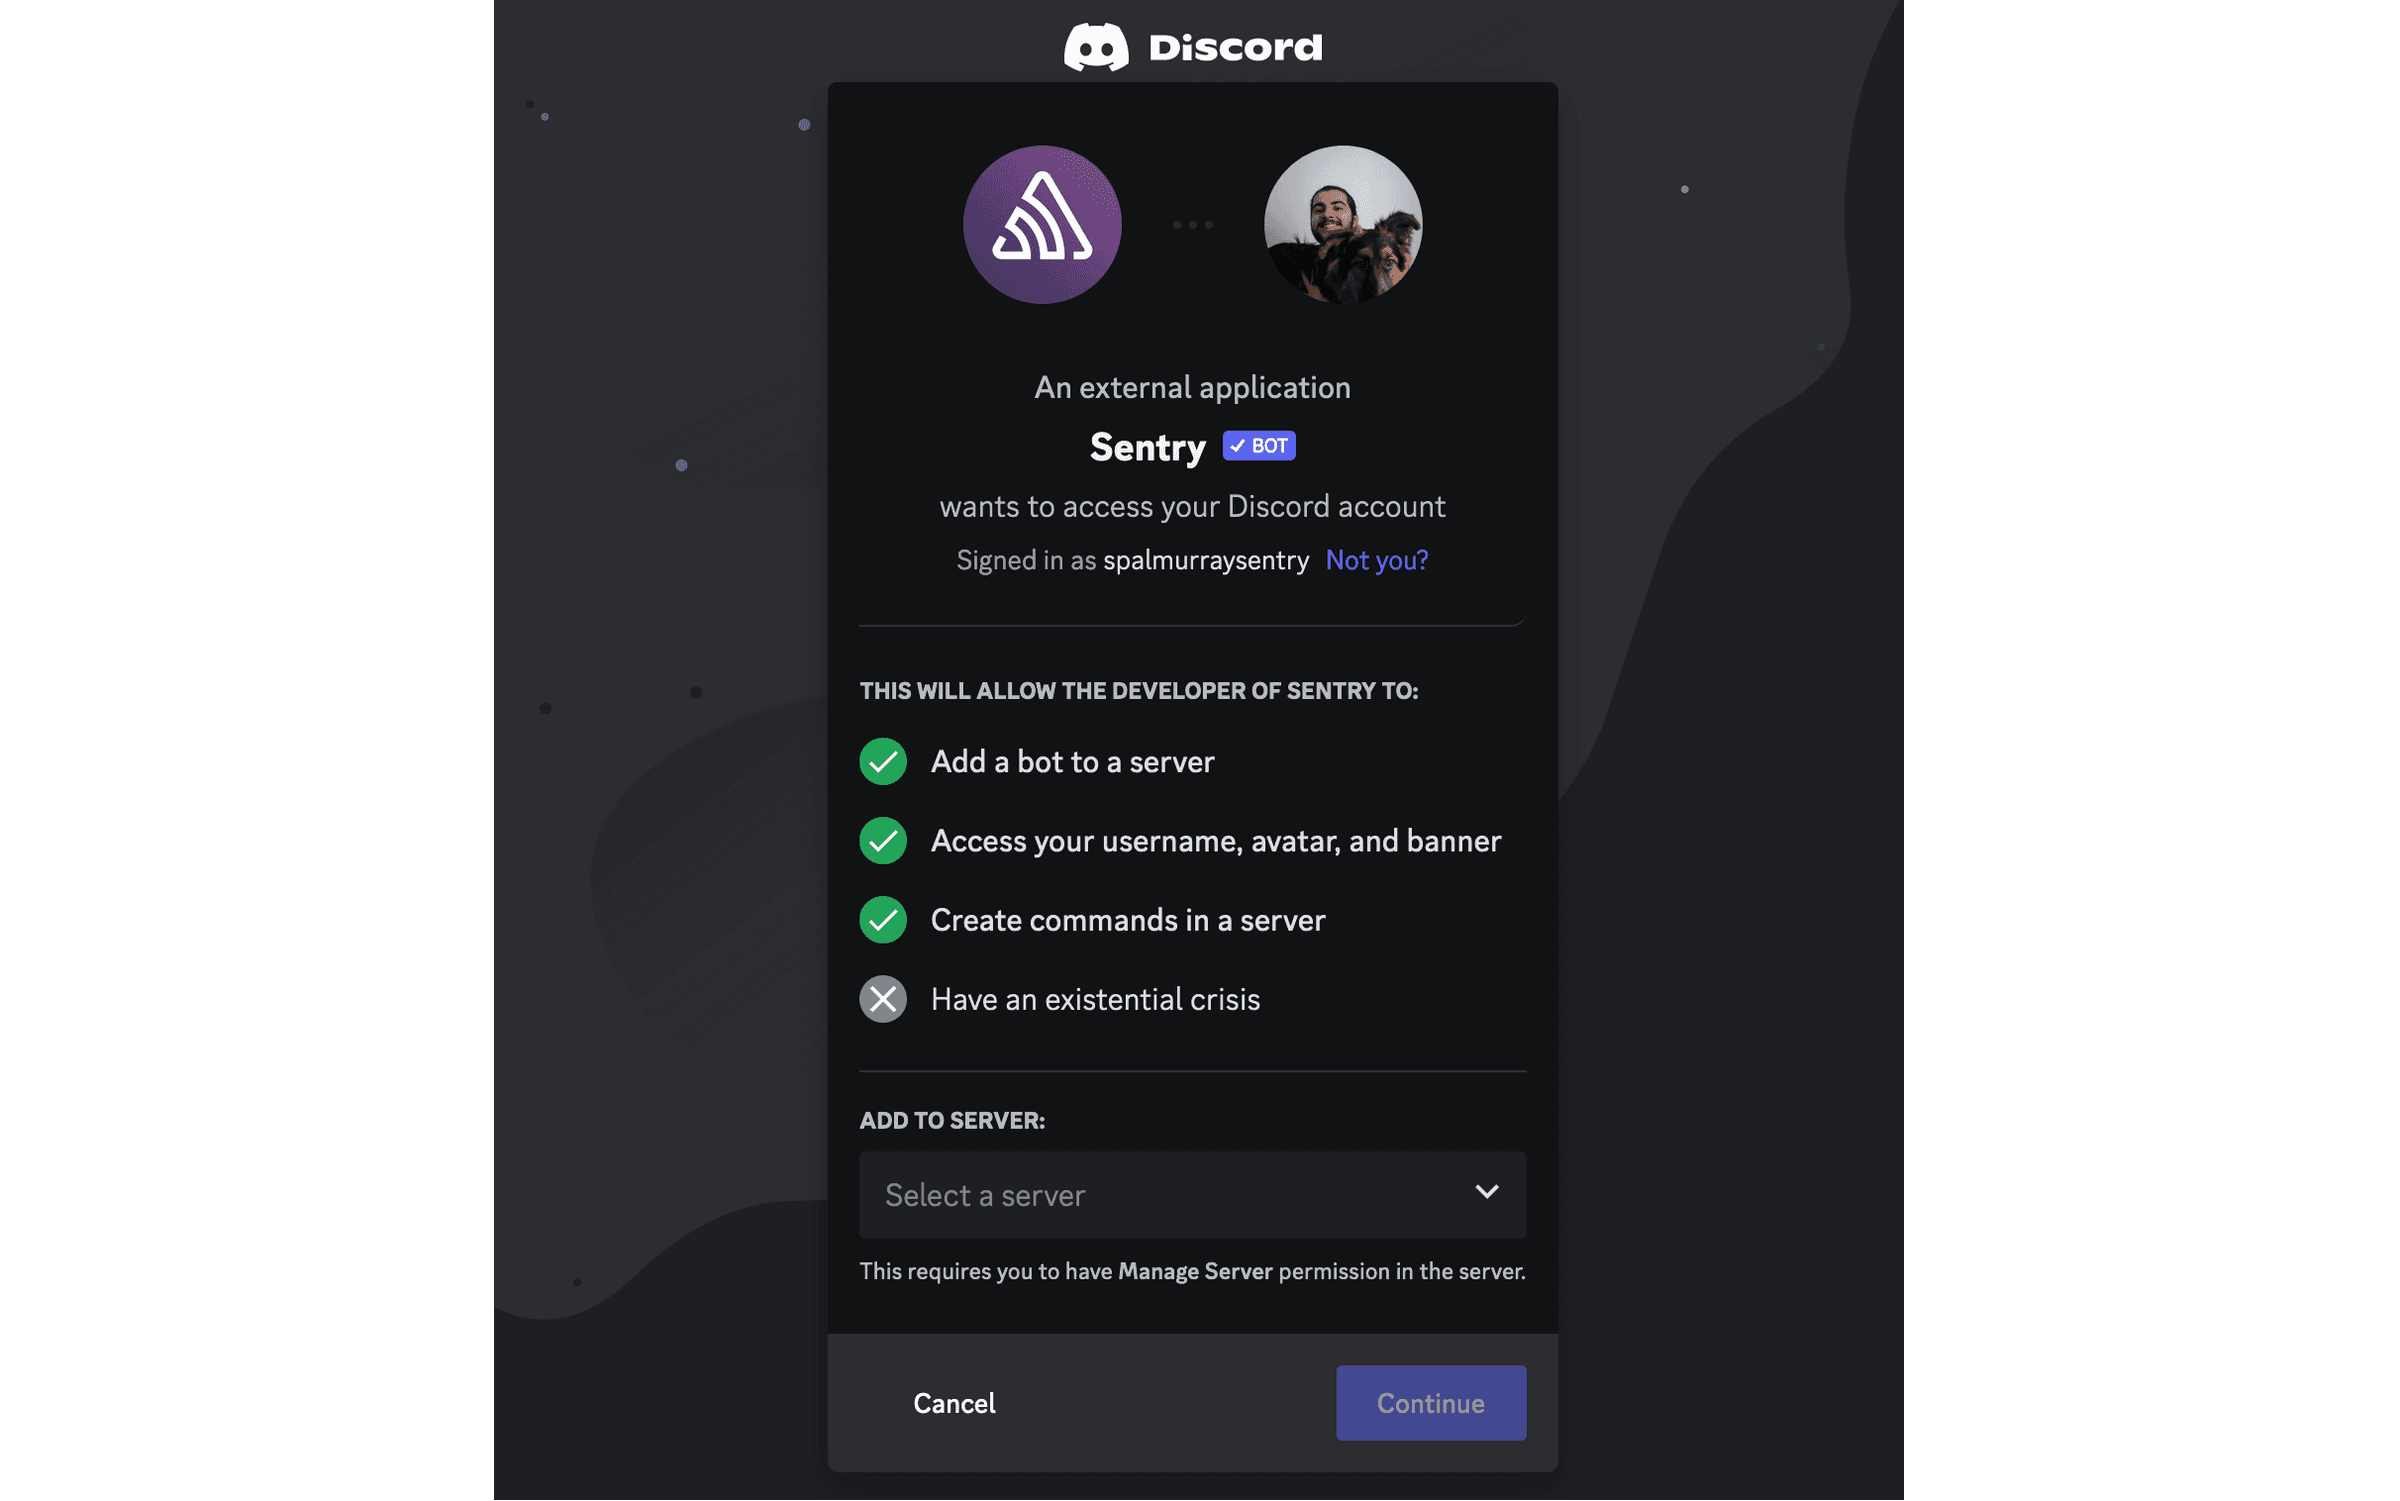 Discord
An external application
Sentry ✓ BOT
wants to access your Discord account
Signed in as spalmurraysentry Not you?
THIS WILL ALLOW THE DEVELOPER OF SENTRY TO:
Add a bot to a server
Access your username, avatar, and banner
Create commands in a server
Have an existential crisis
ADD TO SERVER:
Select a server
This requires you to have Manage Server permission in the server.
Cancel
Continue